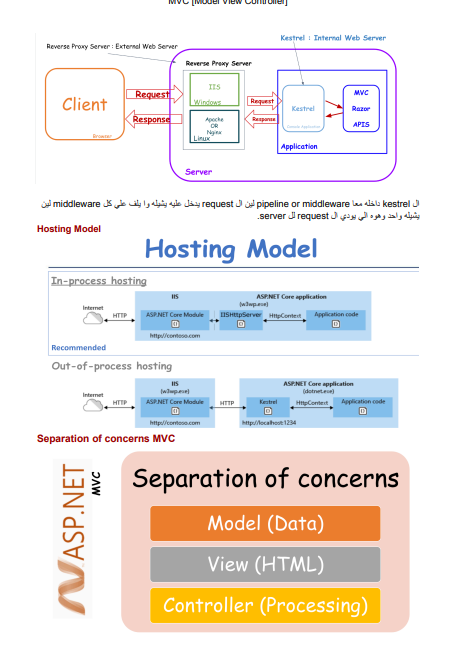 MVC [Model View Controller]
Kestrel : Internal Web Server
Reverse Proxy Server : External Web Server
Reverse Proxy Server
Client
Browser
Request
Response
IIS
Windows
Apache
OR
Nginx
Linux
Request
Response
Kestrel
Console Application
MVC
Razor
APIS
Application
Server
ال kestrel داخله معا pipeline or middleware لين ال request يدخل عليه يشيله وا يلف علي كل middleware لين
يشيله واحد وهوه الي يودي ال request لل server.
Hosting Model
Hosting Model
In-process hosting
IIS
(w3wp.exe)
ASP.NET Core application
Internet
HTTP
ASP.NET Core Module
IISHttpServer
HttpContext
Application code
http://contoso.com
Recommended
Out-of-process hosting
IIS
(w3wp.exe)
ASP.NET Core application
(dotnet.exe)
Internet
HTTP
ASP.NET Core Module
HTTP
Kestrel
HttpContext
Application code
http://contoso.com
http://localhost:1234
Separation of concerns MVC
ASP.NET
MVC
Separation of concerns
Model (Data)
View (HTML)
Controller (Processing)